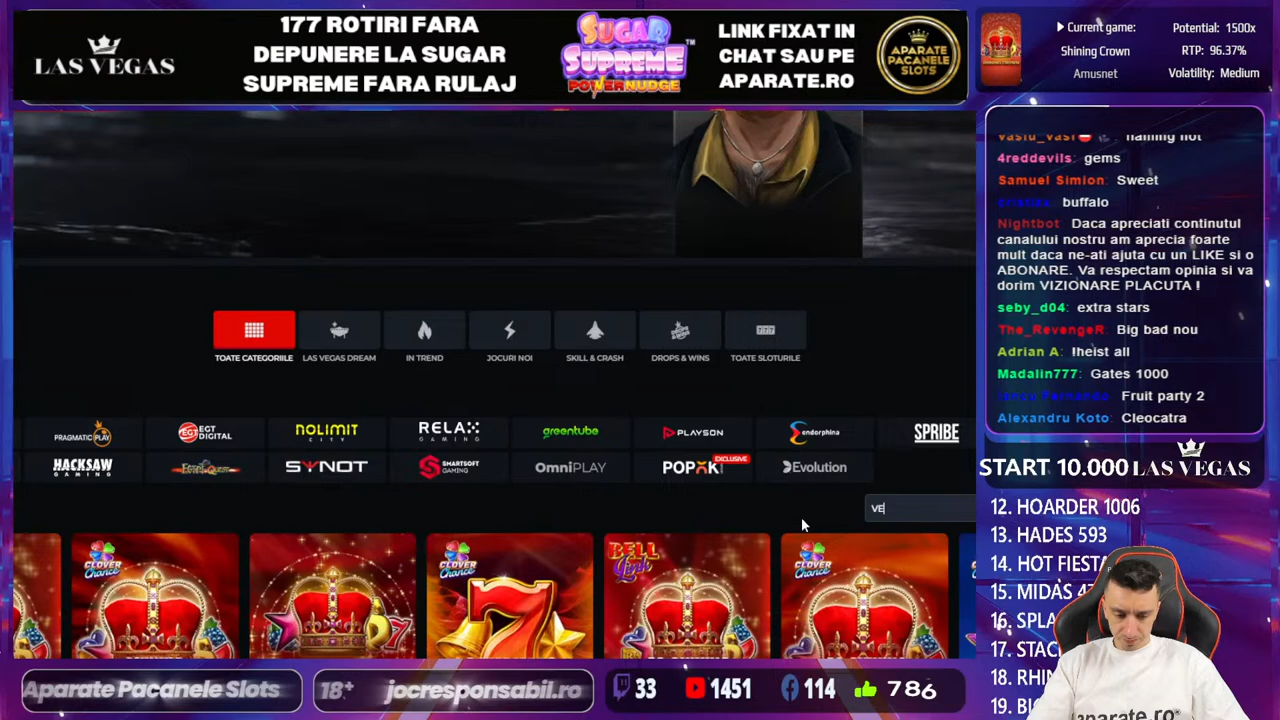 LAS VEGAS
177 ROTIRI FARA
DEPUNERE LA SUGAR
SUPREME FARA RULAJ
SUGAR
SUPREME™
POWERNUDGE
LINK FIXAT IN
CHAT SAU PE
APARATE.RO
APARATE
PACANELE
SLOTS
Current game:
Shining Crown
Amusnet
Potential: 1500x
RTP: 96.37%
Volatility: Medium
vasiu_vasi
4reddevils: gems
Samuel Simion: Sweet
buffalo
Nightbot Daca apreciati continutul
canalului nostru am aprecia foarte
mult daca ne-ati ajuta cu un LIKE si o
ABONARE. Va respectam opinia si va
dorim VIZIONARE PLACUTA !
seby_d04: extra stars
The_RevengeR: Big bad nou
Adrian A: !heist all
Madalin777: Gates 1000
Fruit party 2
Alexandru Koto: Cleocatra
TOATE CATEGORIILE
LAS VEGAS DREAM
IN TREND
JOCURI NOI
SKILL & CRASH
DROPS & WINS
TOATE SLOTURILE
PRAGMATIC PLAY
EGT DIGITAL
NOLIMIT CITY
RELAX GAMING
greentube
PLAYSON
endorphina
SPRIBE
HACKSAW GAMING
SYNOT
SMARTSOFT GAMING
OmniPLAY
POPOK!
EXCLUSIVE
Evolution
VE
CLOVER Chance
BELL Link
CLOVER Chance
START 10.000 LAS VEGAS
12. HOARDER 1006
13. HADES 593
14. HOT FIESTA
15. MIDAS
16. SPLA
17. STAC
18. RHIN
19. BI
Aparate Pacanele Slots
18+ jocresponsabil.ro
33
1451
114
786
aparate.ro